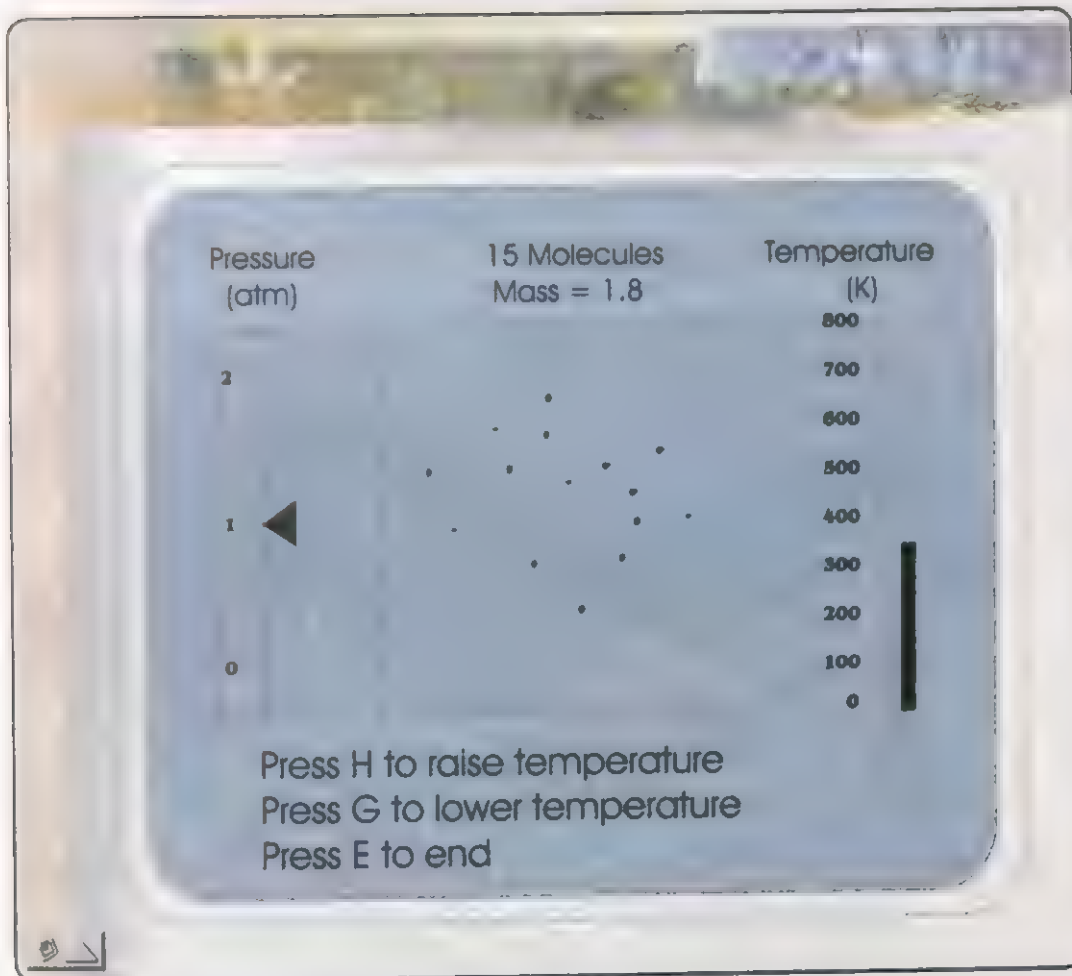 Pressure
(atm)
15 Molecules
Mass = 1.8
Temperature
(K)
2
1
0
800
700
600
500
400
300
200
100
0
Press H to raise temperature
Press G to lower temperature
Press E to end